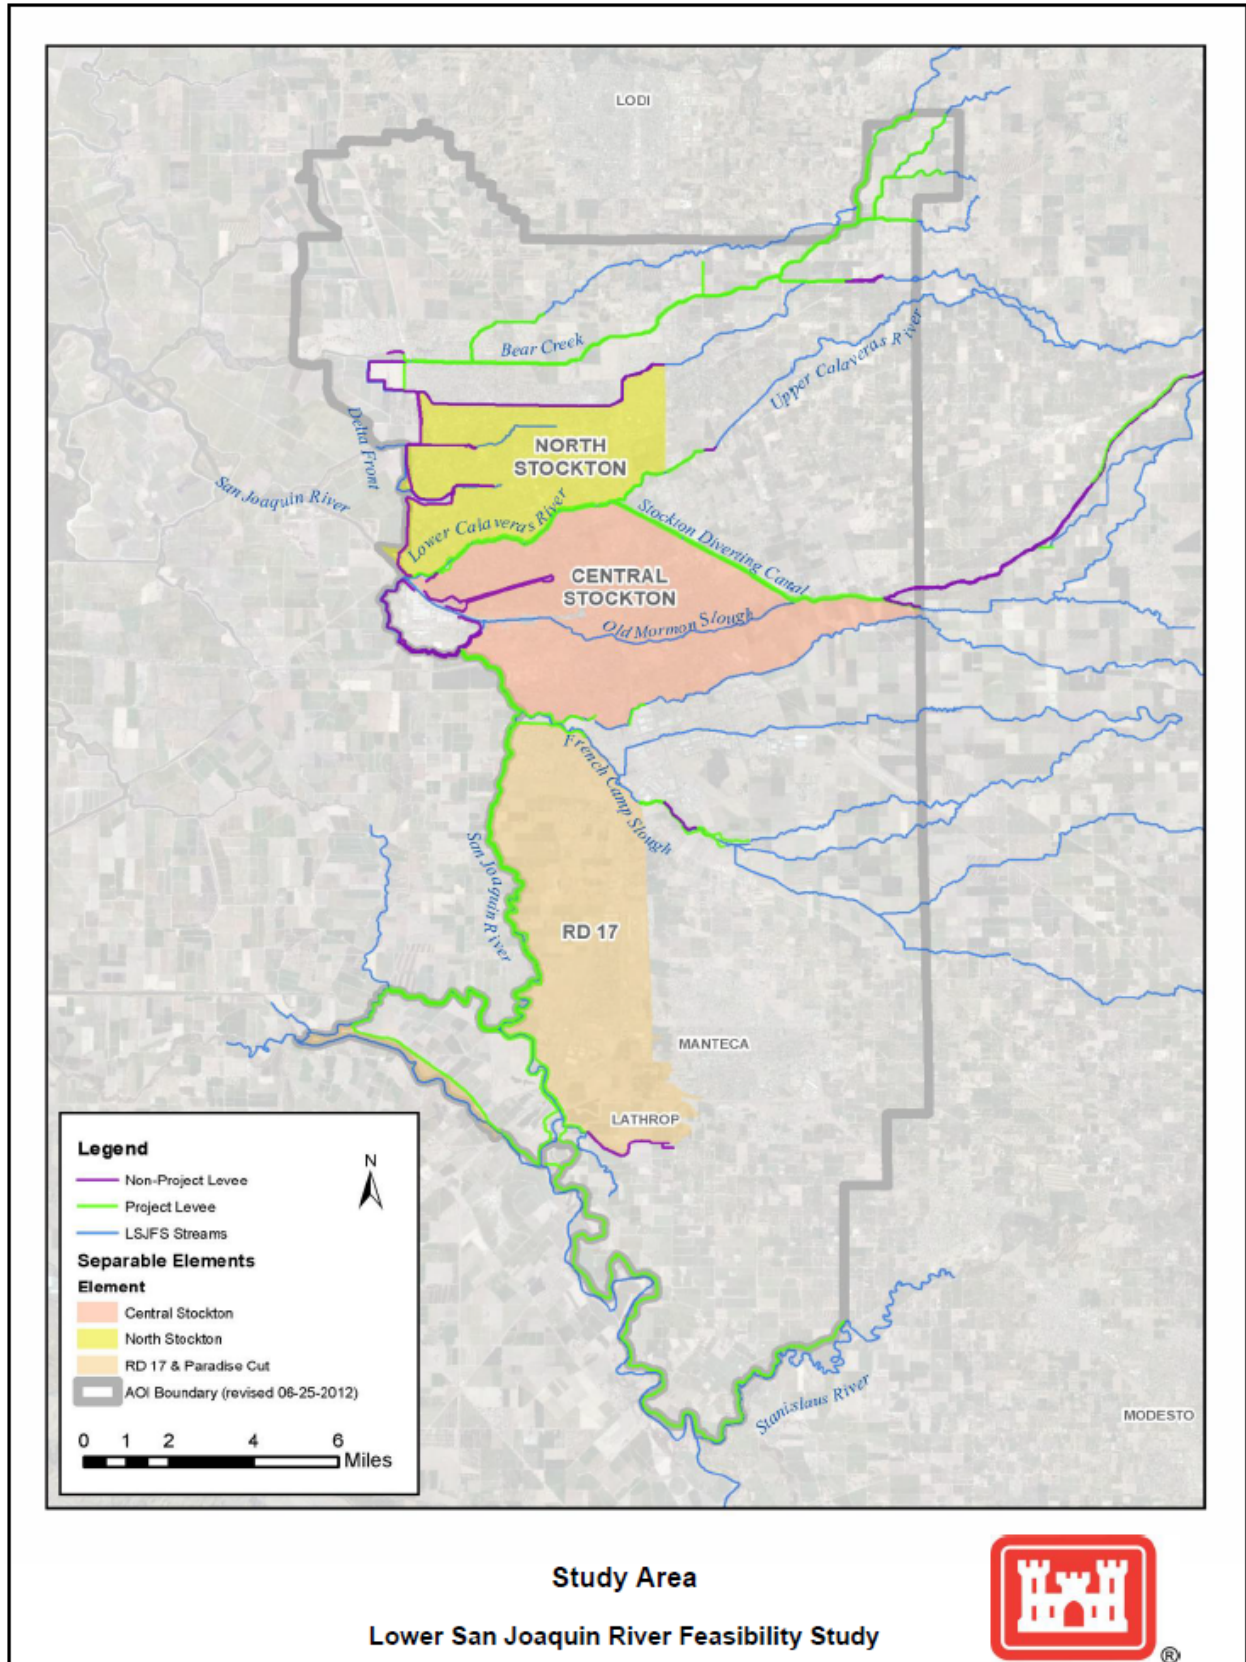 LODI
Bear Creek
Upper Calaveras River
Delta Front
NORTH
STOCKTON
San Joaquin River
Lower Calaveras River
Stockton Diverting Canal
CENTRAL
STOCKTON
Old Mormon Slough
French Camp Slough
San Joaquin River
RD 17
MANTECA
LATHROP
Legend
N
Non-Project Levee
Project Levee
LSJFS Streams
Separable Elements
Element
Central Stockton
North Stockton
RD 17 & Paradise Cut
AOI Boundary (revised 06-25-2012)
0 1 2 4 6
Miles
Stanislaus River
MODESTO
Study Area
Lower San Joaquin River Feasibility Study
®